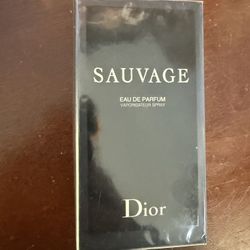 SAUVAGE
EAU DE PARFUM
VAPORISATEUR SPRAY
Dior